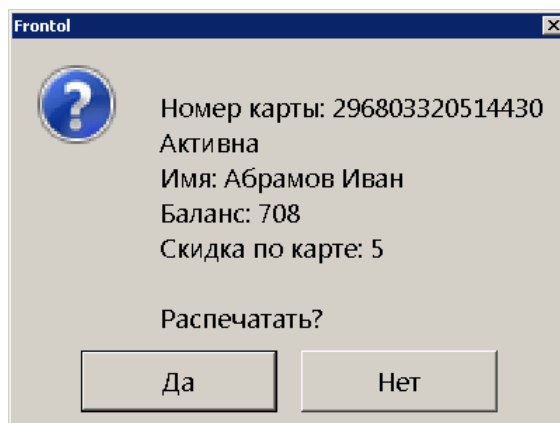 Frontol
Номер карты: 296803320514430
Активна
Имя: Абрамов Иван
Баланс: 708
Скидка по карте: 5
Распечатать?
Да
Нет